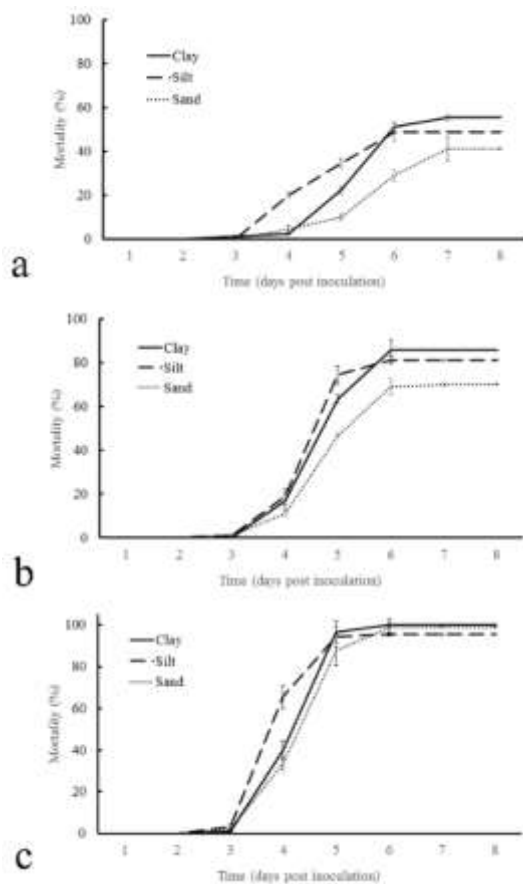 100
80
60
40
20
0
Mortality (%)
Clay
Silt
Sand
1 2 3 4 5 6 7 8
Time (days post inoculation)
a
100
80
60
40
20
0
Mortality (%)
Clay
Silt
Sand
1 2 3 4 5 6 7 8
Time (days post inoculation)
b
100
80
60
40
20
0
Mortality (%)
Clay
Silt
Sand
1 2 3 4 5 6 7 8
Time (days post inoculation)
c